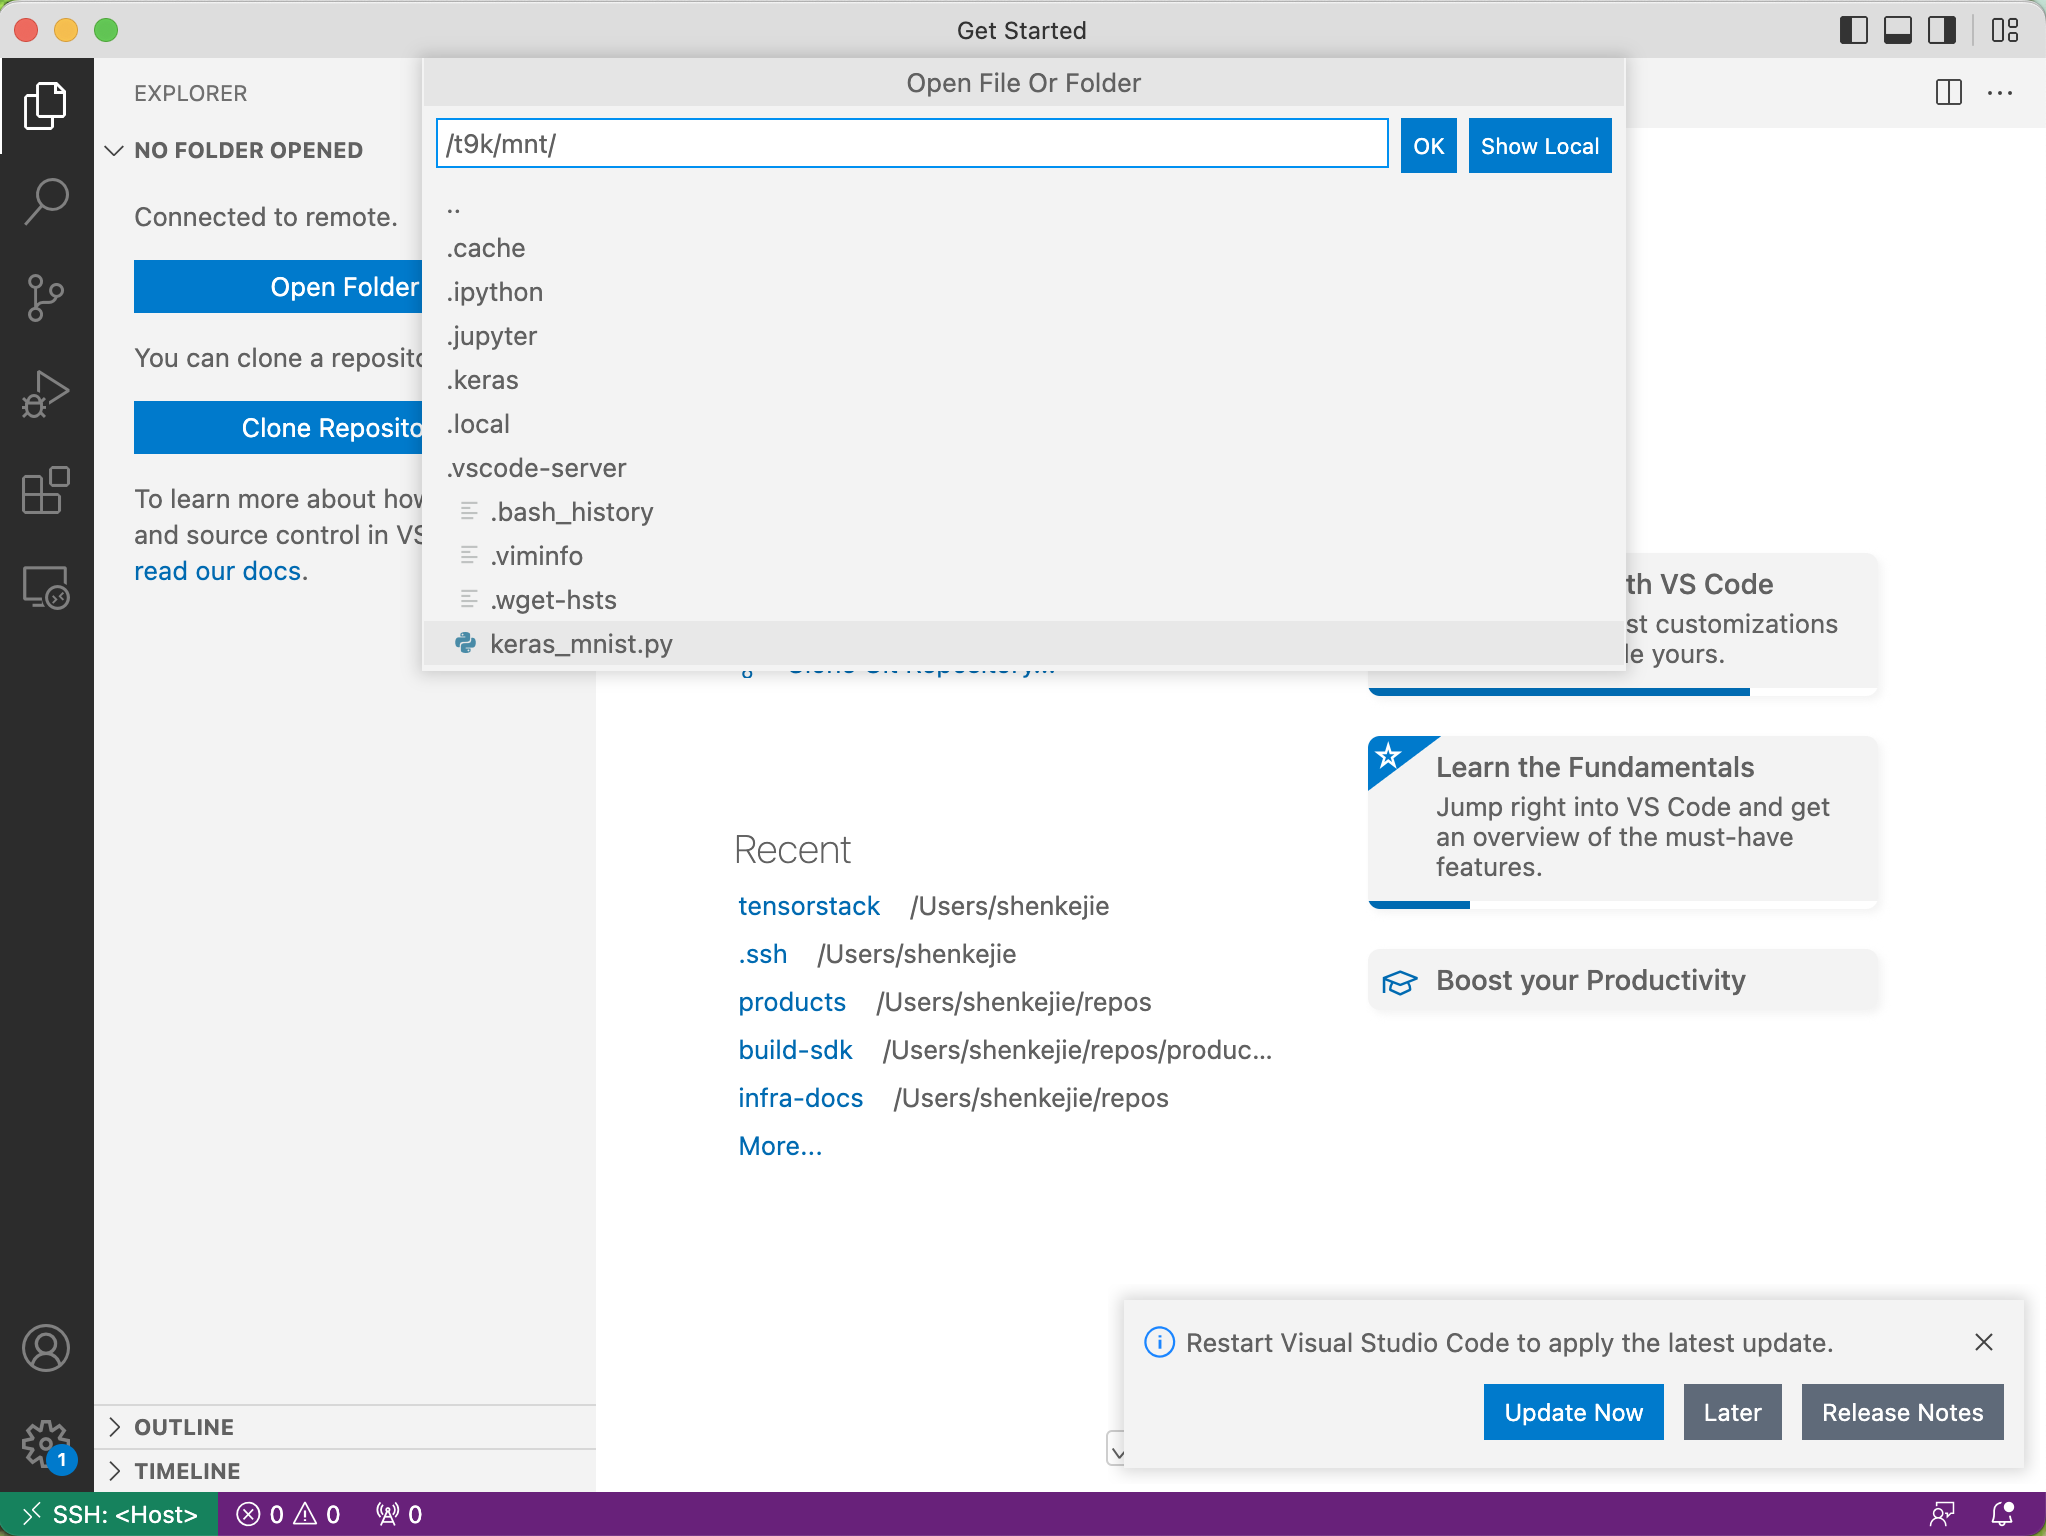 Get Started
EXPLORER
NO FOLDER OPENED
Connected to remote.
Open Folder
You can clone a reposito
Clone Reposito
To learn more about how
and source control in VS
read our docs.
OUTLINE
TIMELINE
Open File Or Folder
/t9k/mnt/
OK
Show Local
..
.cache
.ipython
.jupyter
.keras
.local
.vscode-server
.bash_history
.viminfo
.wget-hsts
keras_mnist.py
Clone Git Repository...
Recent
tensorstack /Users/shenkejie
.ssh /Users/shenkejie
products /Users/shenkejie/repos
build-sdk /Users/shenkejie/repos/produc...
infra-docs /Users/shenkejie/repos
More...
th VS Code
st customizations
le yours.
Learn the Fundamentals
Jump right into VS Code and get
an overview of the must-have
features.
Boost your Productivity
Restart Visual Studio Code to apply the latest update.
Update Now
Later
Release Notes
1
SSH: <Host>
0
0
0